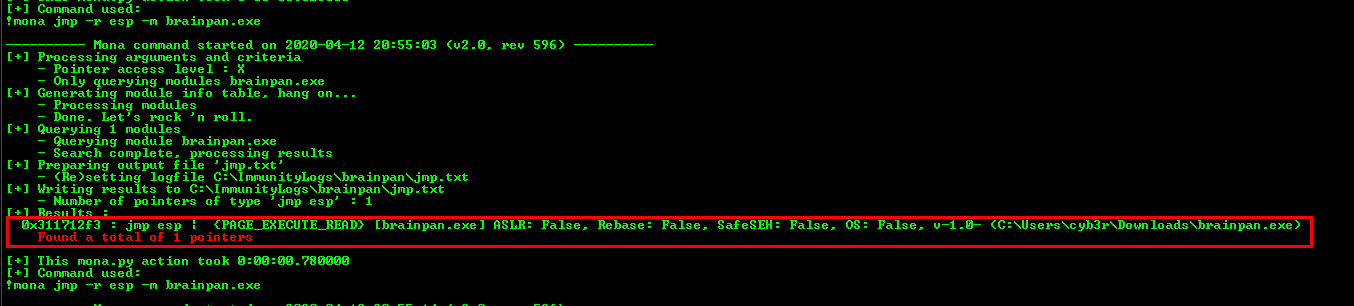 [+] Command used:
!mona jmp -r esp -m brainpan.exe
---------- Mona command started on 2020-04-12 20:55:03 (v2.0, rev 596) ----------
[+] Processing arguments and criteria
- Pointer access level : X
- Only querying modules brainpan.exe
[+] Generating module info table, hang on...
- Processing modules
- Done. Let's rock 'n roll.
[+] Querying 1 modules
- Querying module brainpan.exe
- Search complete, processing results
[+] Preparing output file 'jmp.txt'
- (Re)setting logfile C:\ImmunityLogs\brainpan\jmp.txt
[+] Writing results to C:\ImmunityLogs\brainpan\jmp.txt
- Number of pointers of type 'jmp esp' : 1
[+] Results :
0x311712f3 : jmp esp | {PAGE_EXECUTE_READ} [brainpan.exe] ASLR: False, Rebase: False, SafeSEH: False, OS: False, v-1.0- (C:\Users\cyb3r\Downloads\brainpan.exe)
Found a total of 1 pointers
[+] This mona.py action took 0:00:00.780000
[+] Command used:
!mona jmp -r esp -m brainpan.exe